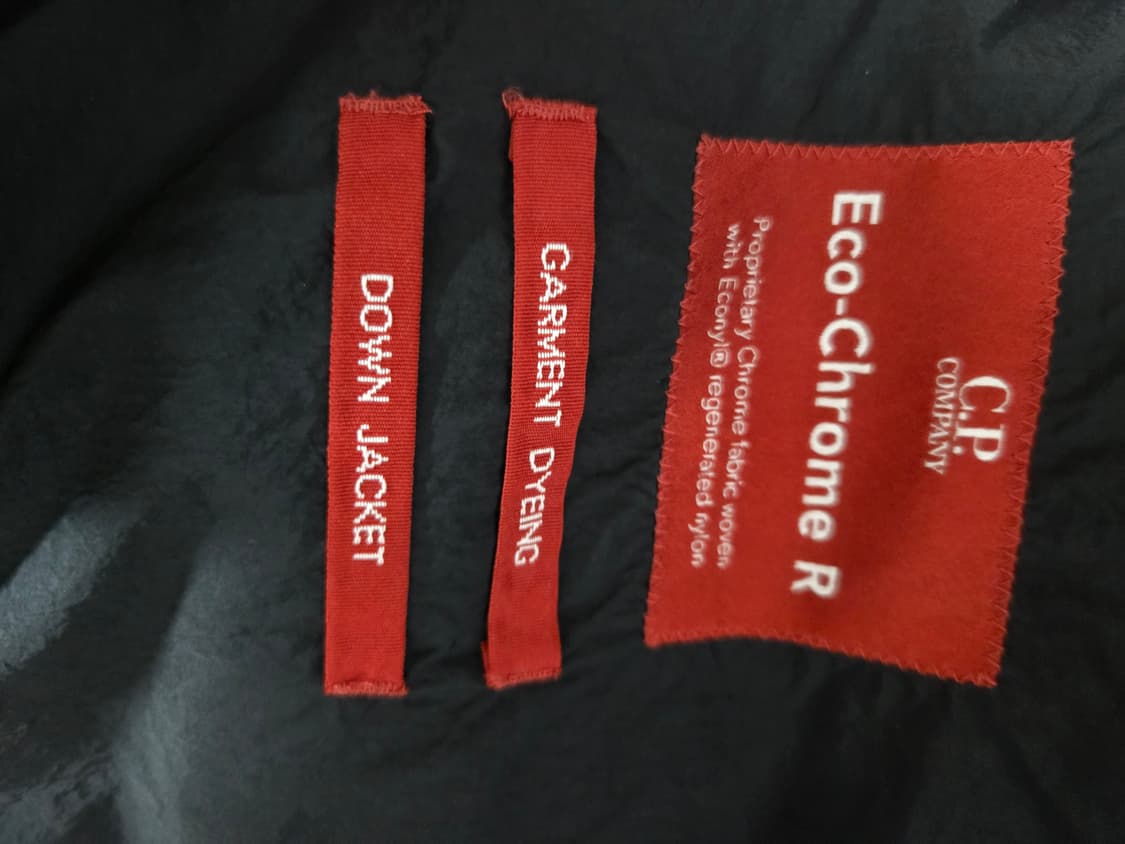 C.P.
COMPANY
Eco-Chrome R
Proprietary Chrome fabric woven
with Econyl® regenerated nylon
GARMENT DYEING
DOWN JACKET